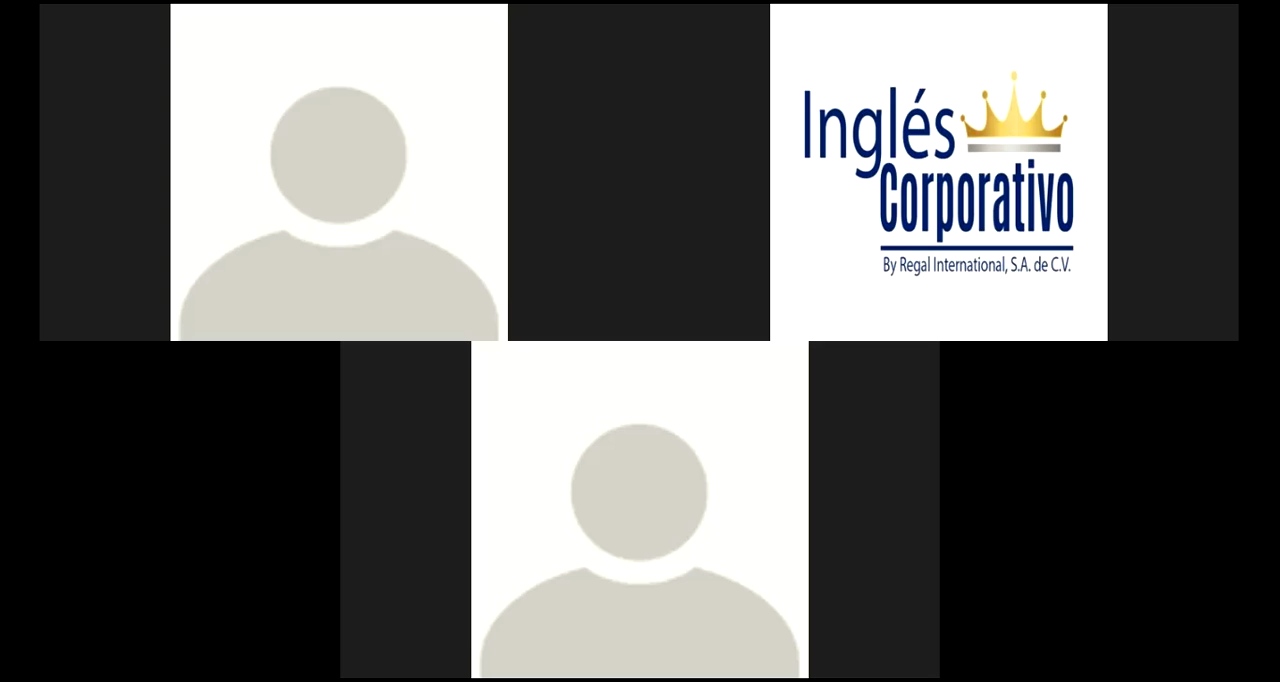 Inglés
Corporativo
By Regal International, S.A. de C.V.